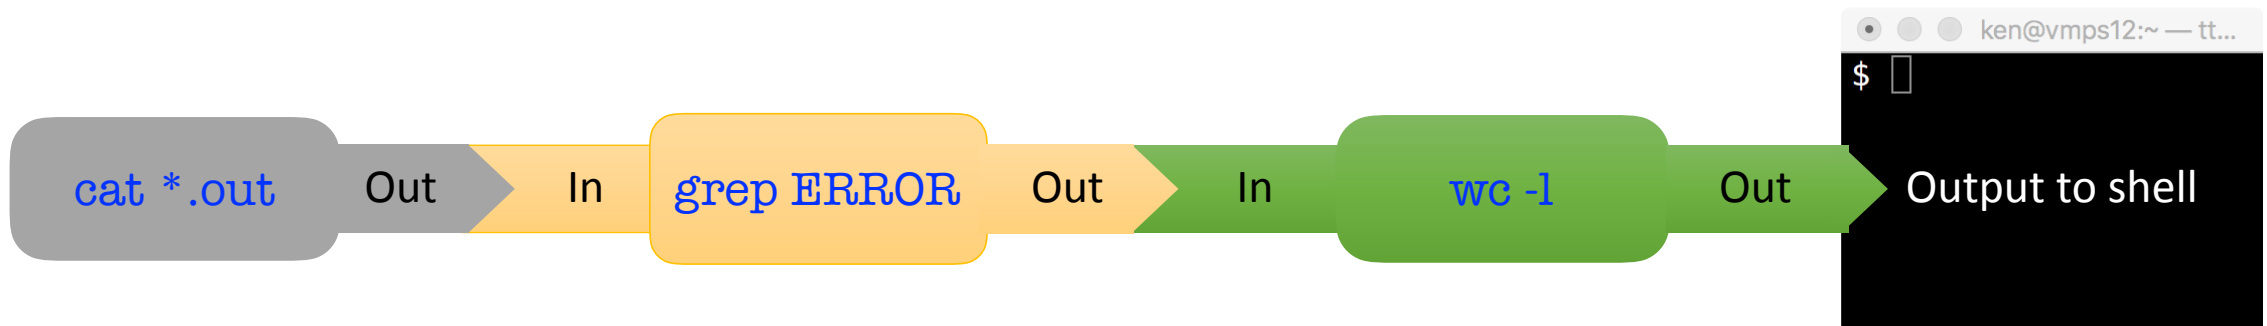 ken@vmps12:~ — tt...
$
cat *.out Out In grep ERROR Out In wc -l Out Output to shell